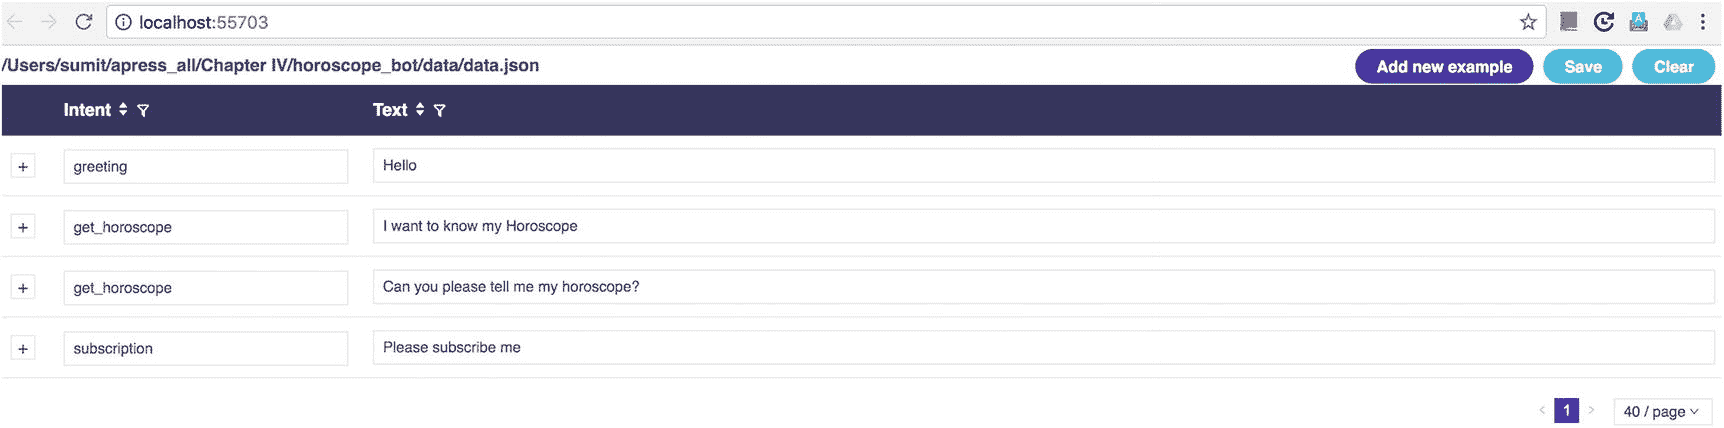 localhost:55703
/Users/sumit/apress_all/Chapter IV/horoscope_bot/data/data.json Add new example Save Clear
Intent Text
+ greeting Hello
+ get_horoscope I want to know my Horoscope
+ get_horoscope Can you please tell me my horoscope?
+ subscription Please subscribe me
< 1 > 40 / page